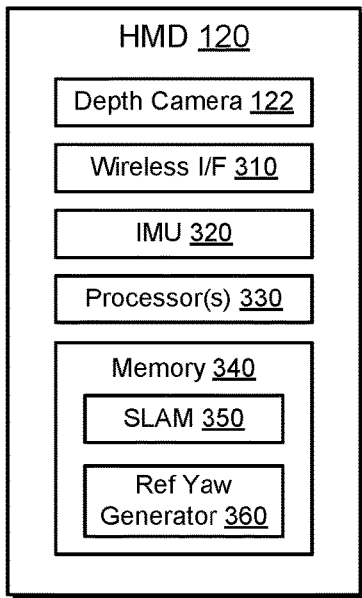 HMD 120
Depth Camera 122
Wireless I/F 310
IMU 320
Processor(s) 330
Memory 340
SLAM 350
Ref Yaw
Generator 360